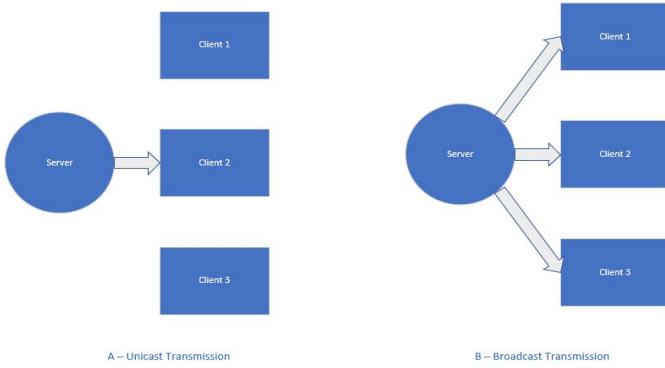 Client 1
Server
Client 2
Client 3
A – Unicast Transmission
Client 1
Server
Client 2
Client 3
B – Broadcast Transmission